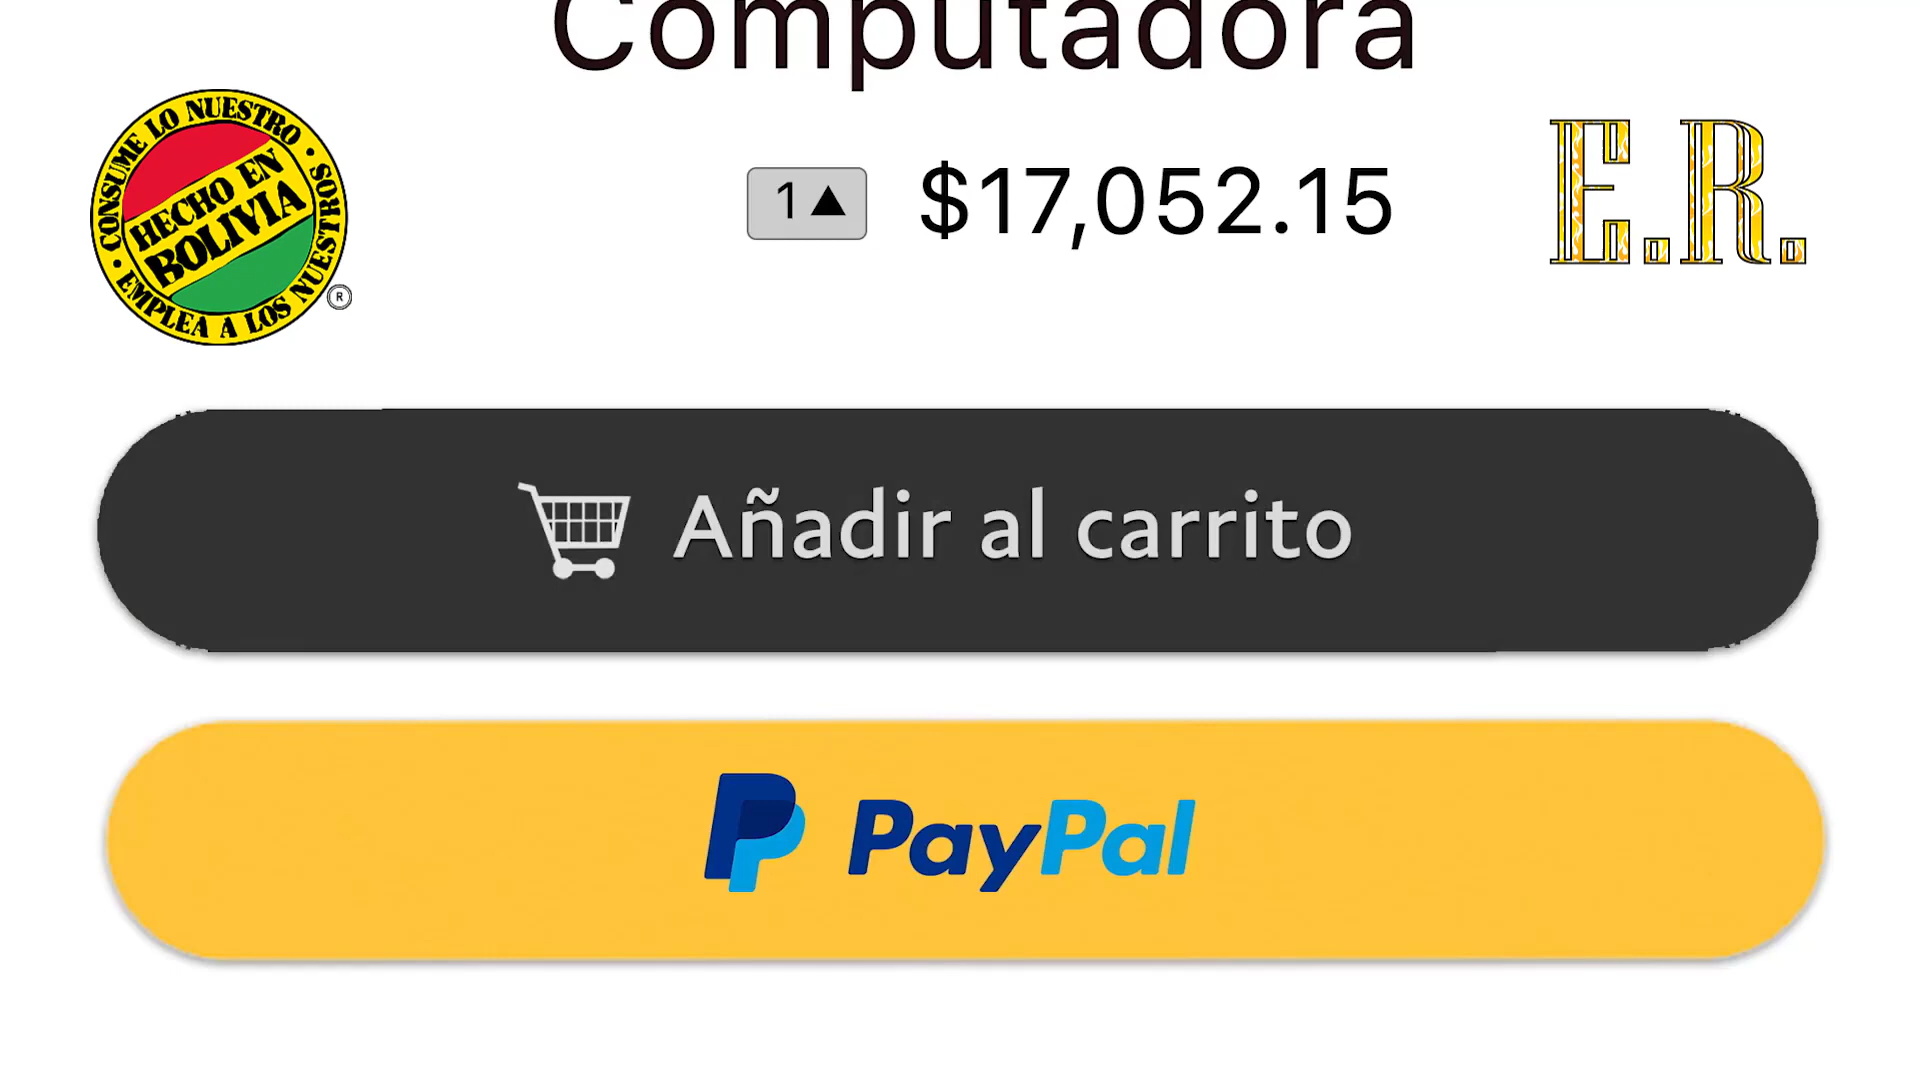 Computadora
CONSUME LO NUESTRO
HECHO EN
BOLIVIA
EMPLEA A LOS NUESTROS
®
1▲ $17,052.15
E.R.
Añadir al carrito
PayPal